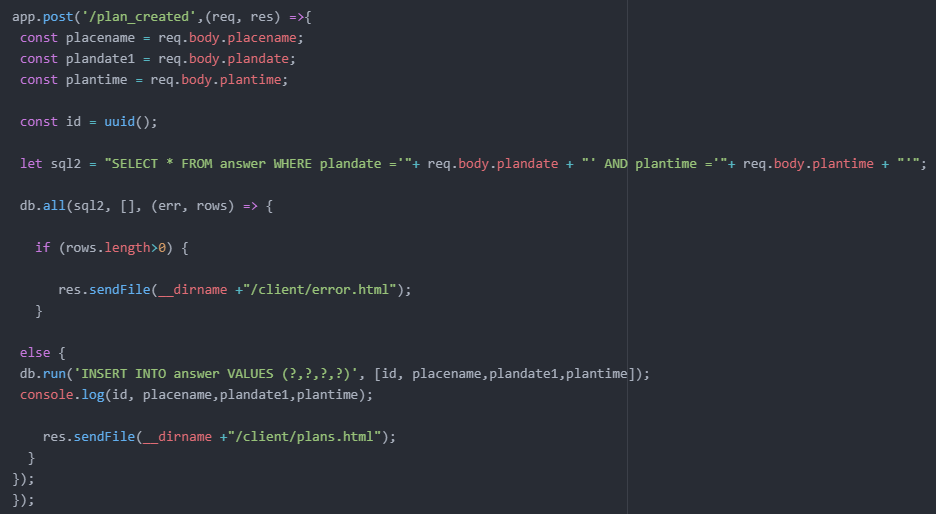 app.post('/plan_created',(req, res) =>{
const placename = req.body.placename;
const plandate1 = req.body.plandate;
const plantime = req.body.plantime;
const id = uuid();
let sql2 = "SELECT * FROM answer WHERE plandate ='"+ req.body.plandate + "' AND plantime ='"+ req.body.plantime + "'";
db.all(sql2, [], (err, rows) => {
if (rows.length>0) {
res.sendFile(__dirname +"/client/error.html");
}
else {
db.run('INSERT INTO answer VALUES (?,?,?,?)', [id, placename,plandate1,plantime]);
console.log(id, placename,plandate1,plantime);
res.sendFile(__dirname +"/client/plans.html");
}
});
});